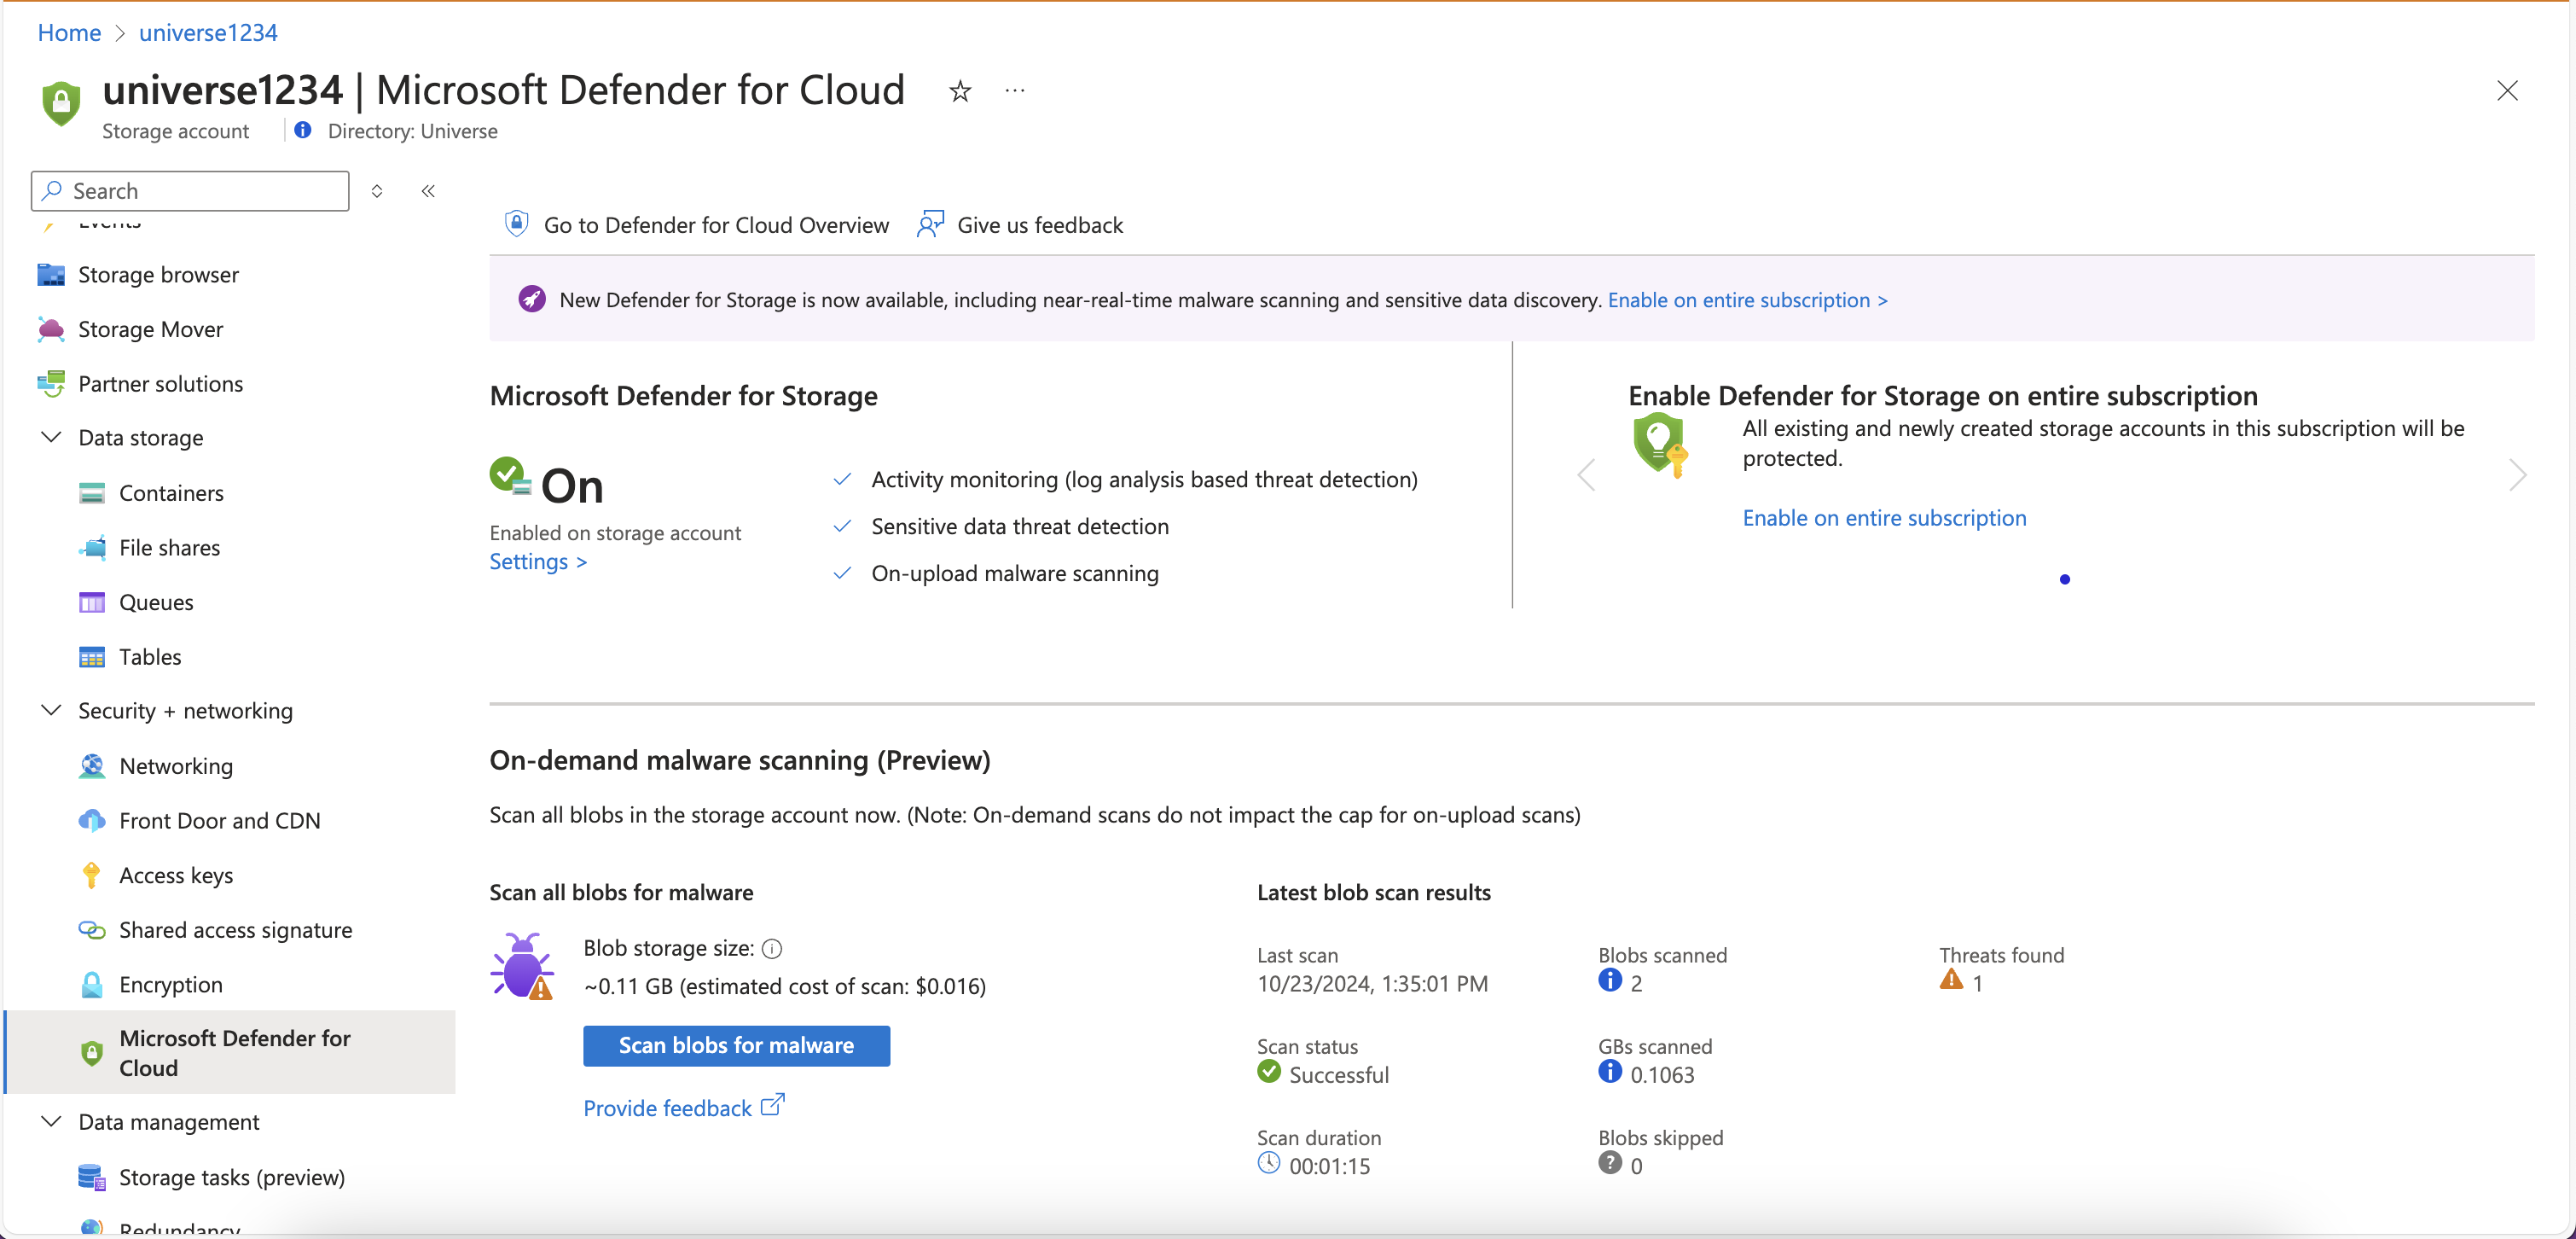 Home > universe1234
universe1234 | Microsoft Defender for Cloud
Storage account
Directory: Universe
Search
Events
Storage browser
Storage Mover
Partner solutions
Data storage
Containers
File shares
Queues
Tables
Security + networking
Networking
Front Door and CDN
Access keys
Shared access signature
Encryption
Microsoft Defender for
Cloud
Data management
Storage tasks (preview)
Redundancy
Go to Defender for Cloud Overview
Give us feedback
New Defender for Storage is now available, including near-real-time malware scanning and sensitive data discovery. Enable on entire subscription >
Microsoft Defender for Storage
On
Enabled on storage account
Settings >
Activity monitoring (log analysis based threat detection)
Sensitive data threat detection
On-upload malware scanning
Enable Defender for Storage on entire subscription
All existing and newly created storage accounts in this subscription will be
protected.
Enable on entire subscription
On-demand malware scanning (Preview)
Scan all blobs in the storage account now. (Note: On-demand scans do not impact the cap for on-upload scans)
Scan all blobs for malware
Blob storage size:
~0.11 GB (estimated cost of scan: $0.016)
Scan blobs for malware
Provide feedback
Latest blob scan results
Last scan
10/23/2024, 1:35:01 PM
Blobs scanned
2
Threats found
1
Scan status
Successful
GBs scanned
0.1063
Scan duration
00:01:15
Blobs skipped
0